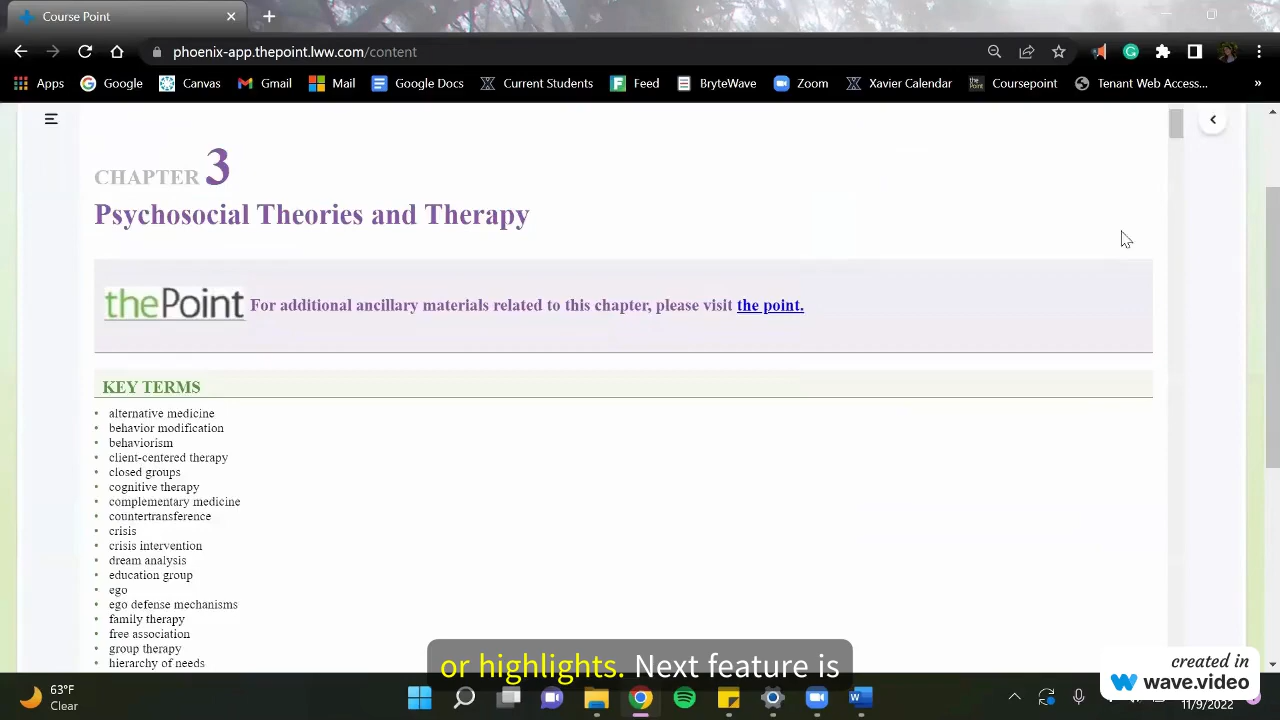 Course Point
phoenix-app.thepoint.lww.com/content
Apps Google Canvas Gmail Mail Google Docs Current Students Feed BryteWave Zoom Xavier Calendar Coursepoint Tenant Web Access... »
CHAPTER 3
Psychosocial Theories and Therapy
thePoint For additional ancillary materials related to this chapter, please visit the point.
KEY TERMS
• alternative medicine
• behavior modification
• behaviorism
• client-centered therapy
• closed groups
• cognitive therapy
• complementary medicine
• countertransference
• crisis
• crisis intervention
• dream analysis
• education group
• ego
• ego defense mechanisms
• family therapy
• free association
• group therapy
• hierarchy of needs
or highlights. Next feature is
created in
wave.video
63°F
Clear
11/9/2022